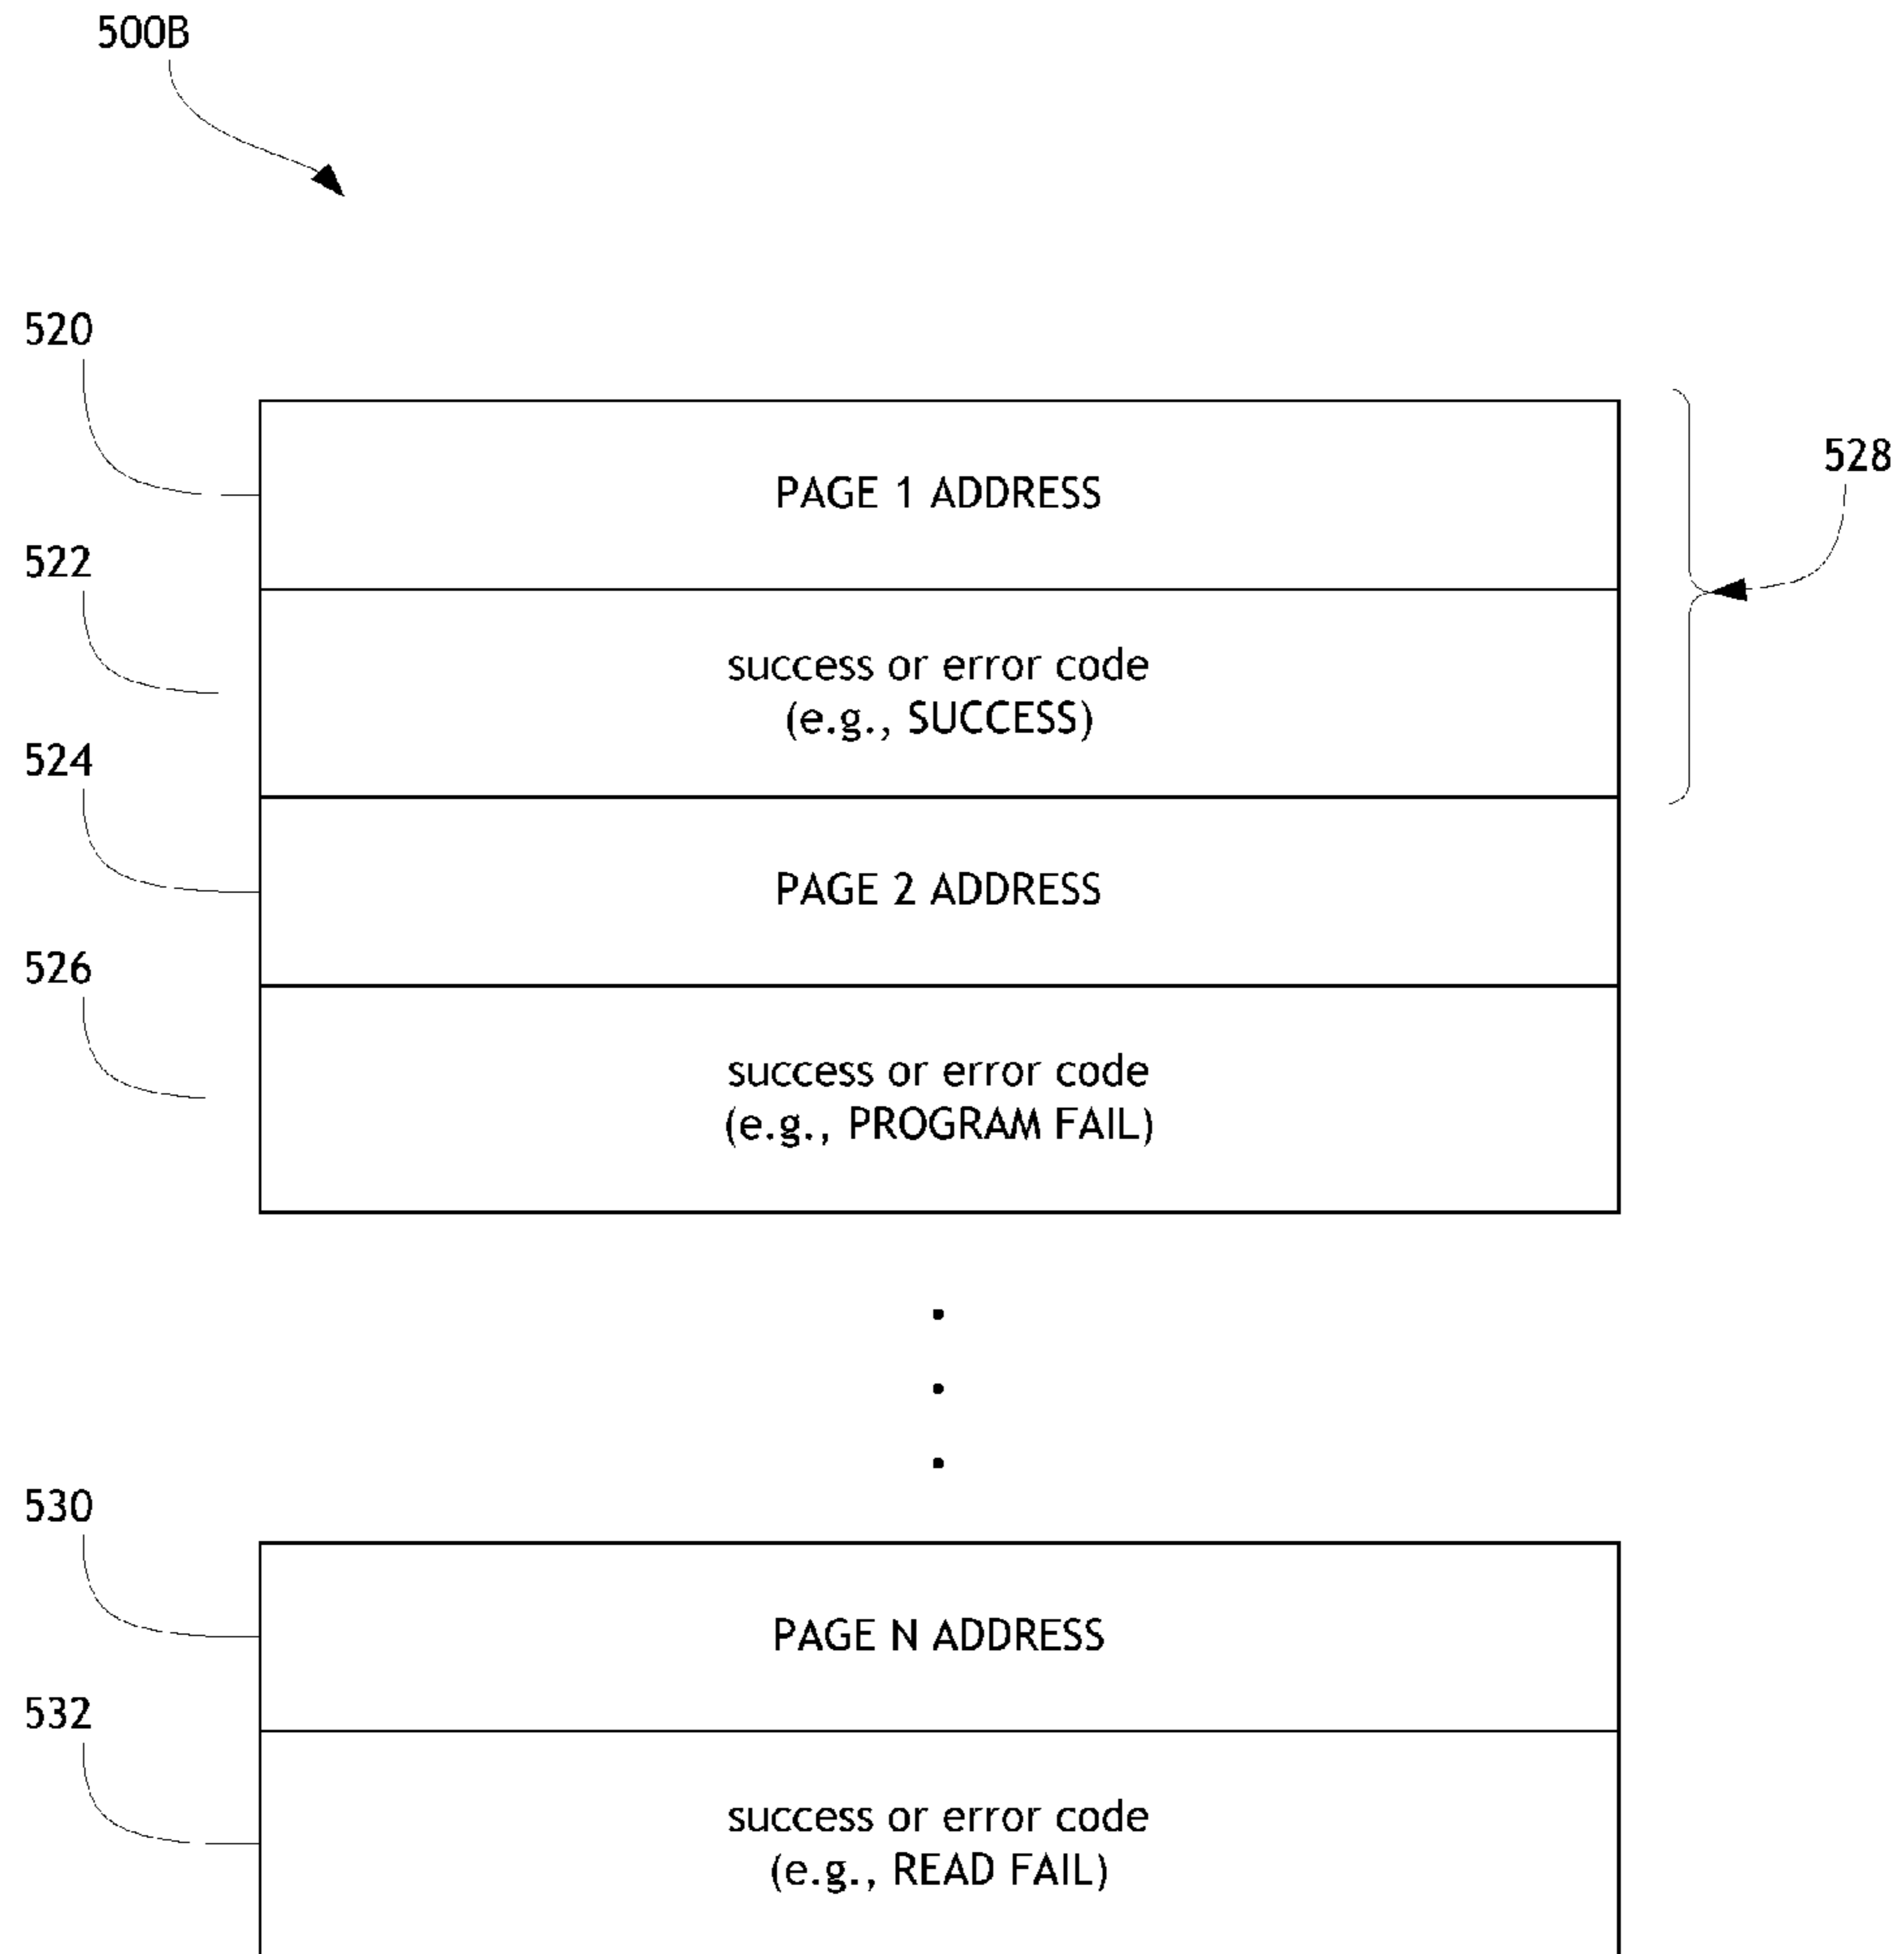 500B
520
PAGE 1 ADDRESS
528
522
success or error code
(e.g., SUCCESS)
524
PAGE 2 ADDRESS
526
success or error code
(e.g., PROGRAM FAIL)
530
PAGE N ADDRESS
532
success or error code
(e.g., READ FAIL)